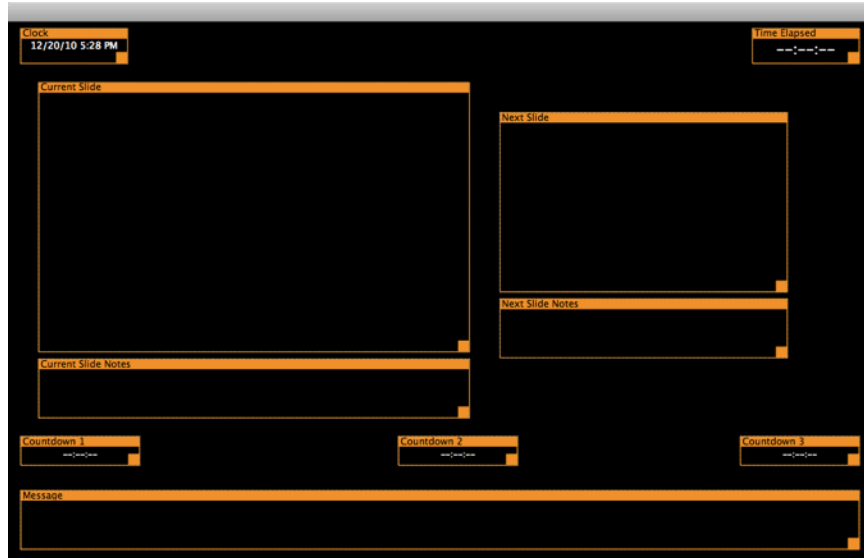 Clock
12/20/10 5:28 PM
Time Elapsed
--:--:--
Current Slide
Next Slide
Next Slide Notes
Current Slide Notes
Countdown 1
--:--:--
Countdown 2
--:--:--
Countdown 3
--:--:--
Message